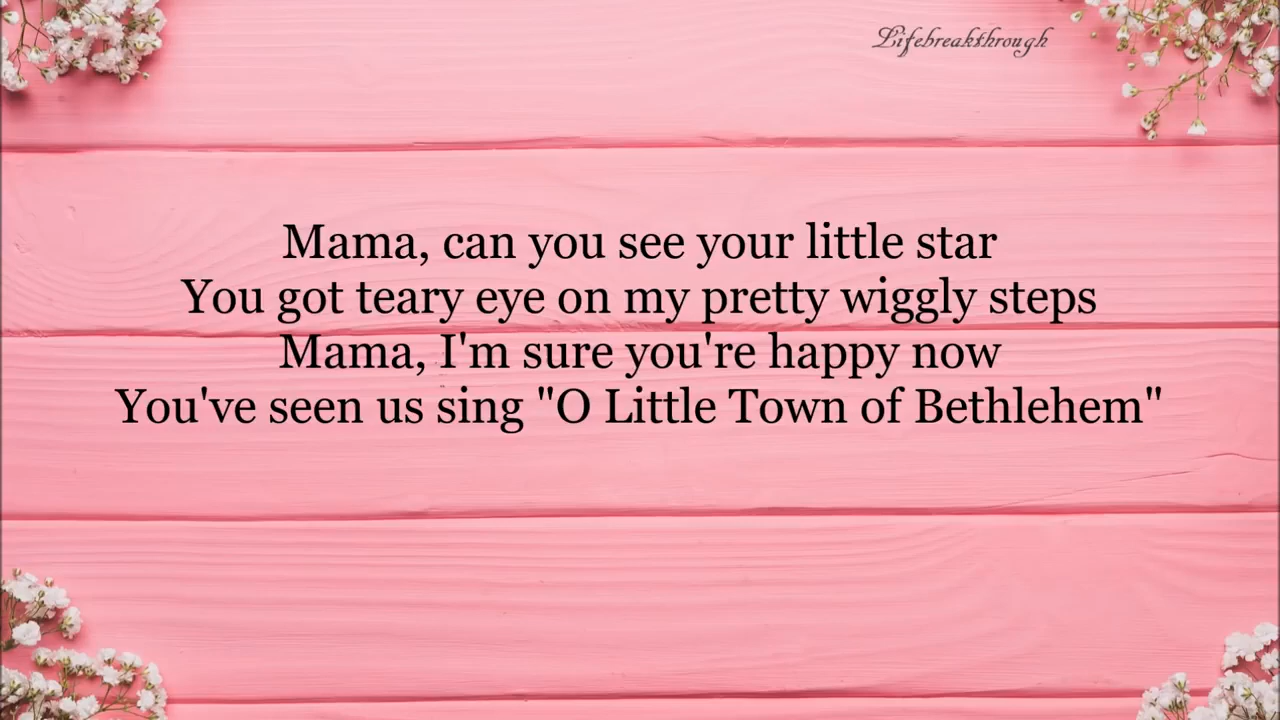 Lifebreakthrough
Mama, can you see your little star
You got teary eye on my pretty wiggly steps
Mama, I'm sure you're happy now
You've seen us sing "O Little Town of Bethlehem"